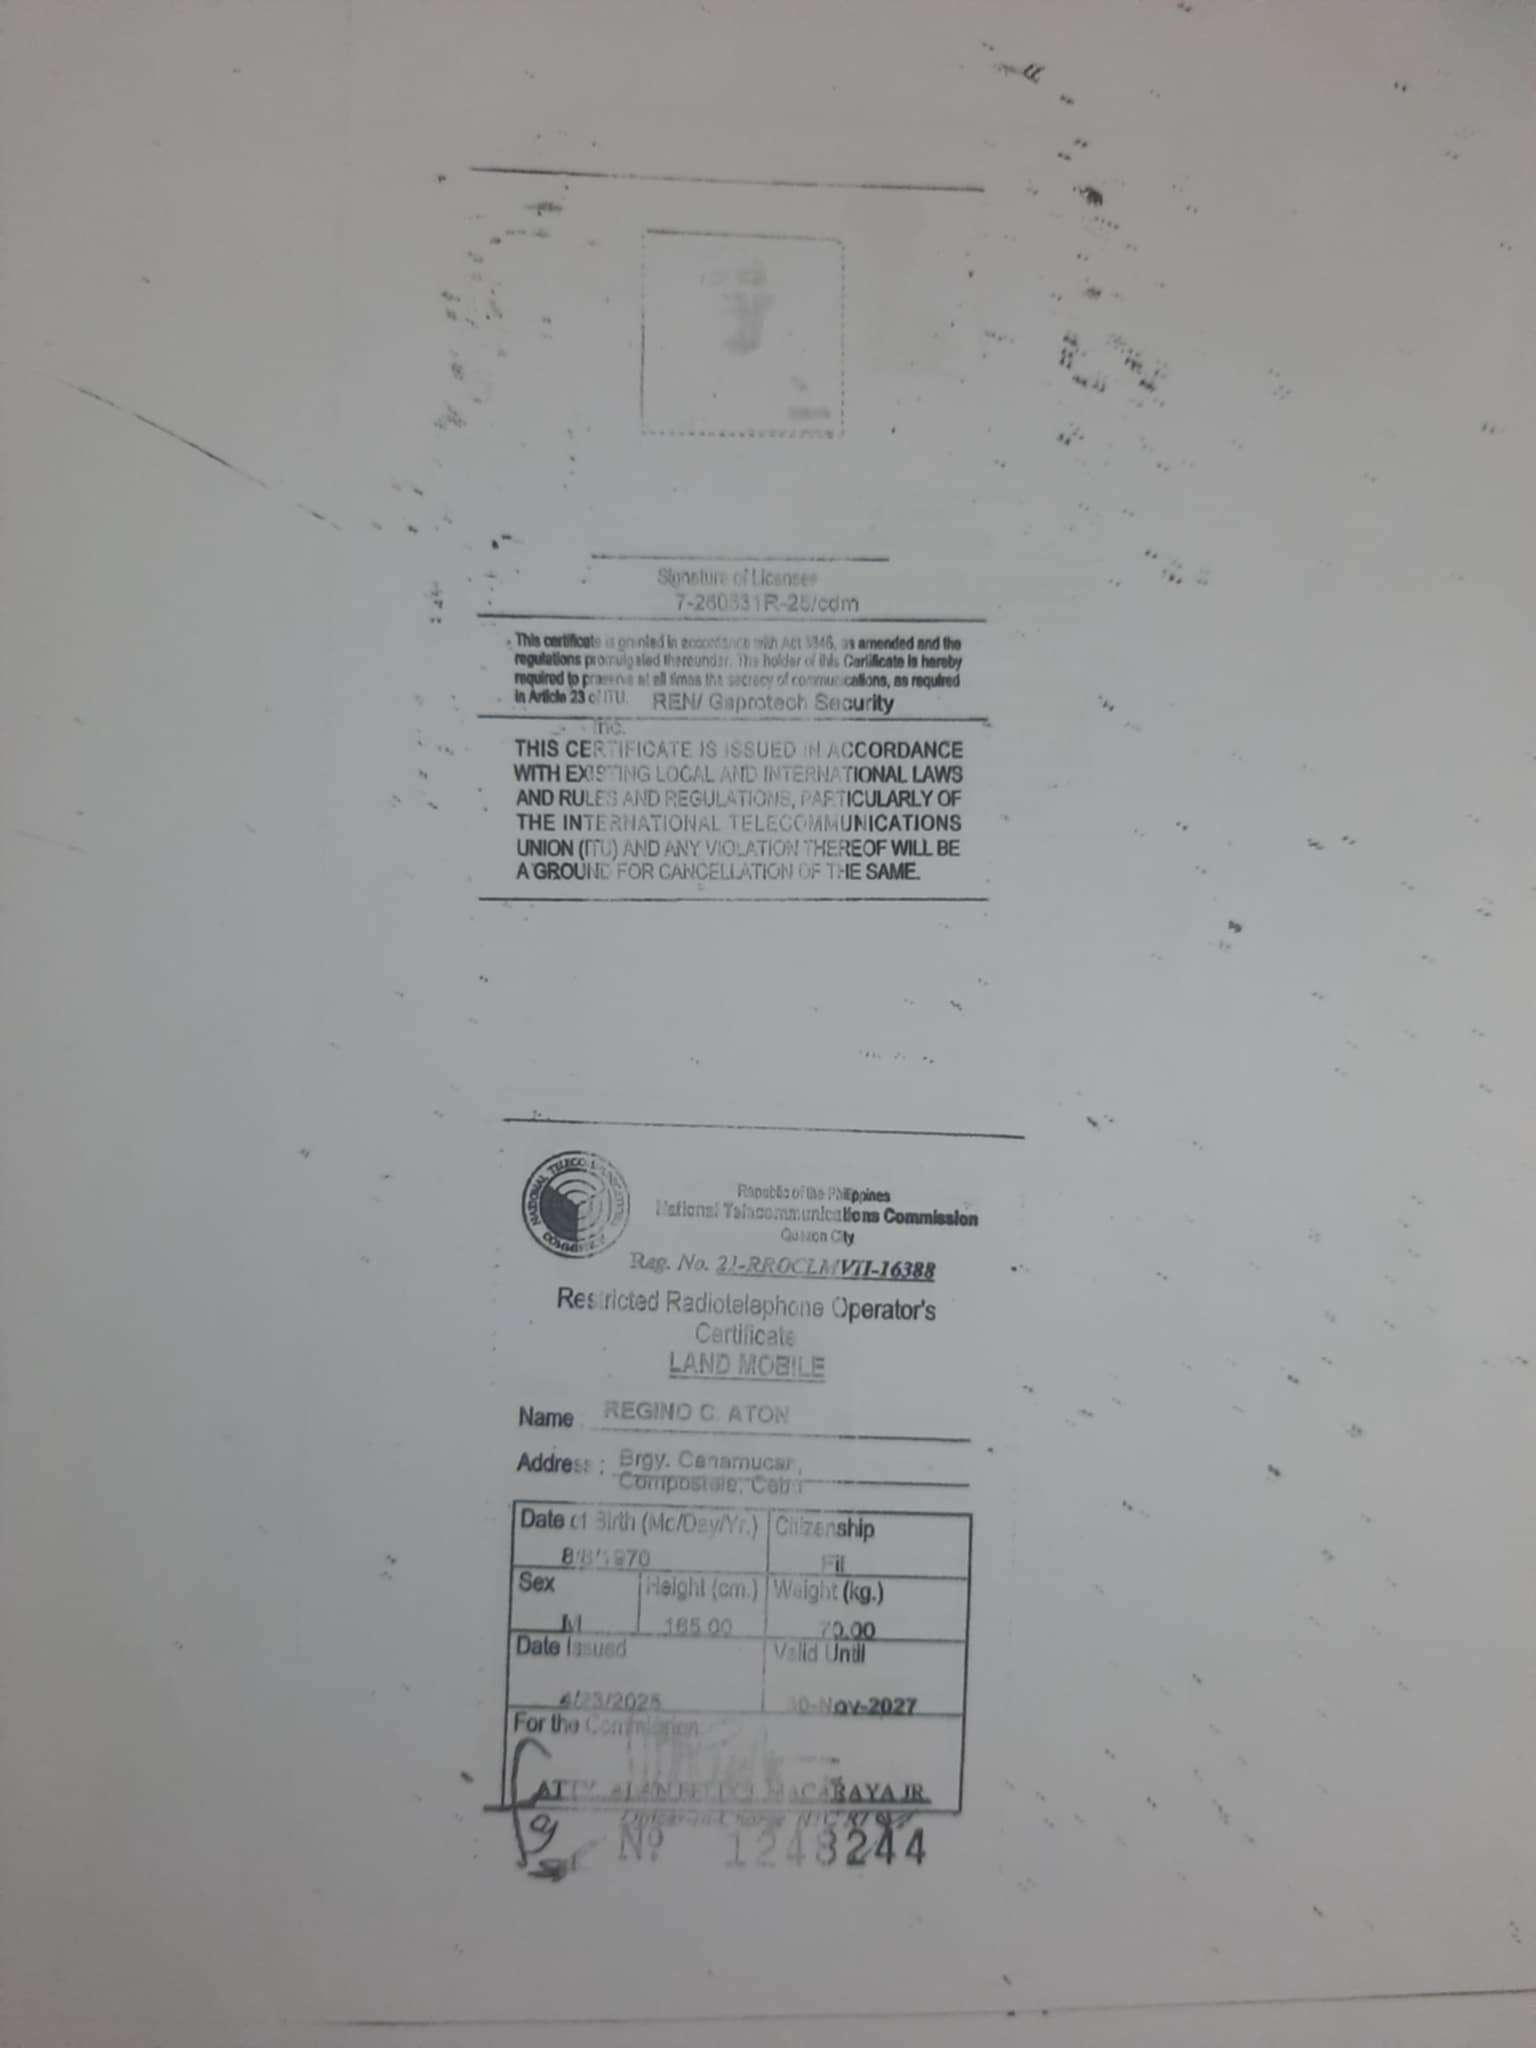 Signature of Licensee
This certificate is granted in accordance with Act 3846, as amended and the
regulations promulgated thereunder. The holder of this Certificate is hereby
required to preserve at all times the secrecy of communications, as required
in Article 23 of ITU. REN/ Gaprotech Security
Inc.
THIS CERTIFICATE IS ISSUED IN ACCORDANCE
WITH EXISTING LOCAL AND INTERNATIONAL LAWS
AND RULES AND REGULATIONS, PARTICULARLY OF
THE INTERNATIONAL TELECOMMUNICATIONS
UNION (ITU) AND ANY VIOLATION THEREOF WILL BE
A GROUND FOR CANCELLATION OF THE SAME.
NATIONAL TELECOMMUNICATIONS COMMISSION
Republic of the Philippines
National Telecommunications Commission
Quezon City
Reg. No. 21-RROCLMVII-16388
Restricted Radiotelephone Operator's
Certificate
LAND MOBILE
Name : REGINO C. ATON
Address : Brgy. Canamucan,
Compostela, Cebu
Date of Birth (Mo/Day/Yr.) Citizenship
8/8/1970 Fil
Sex Height (cm.) Weight (kg.)
M 165.00 70.00
Date Issued Valid Until
4/23/2025 30-Nov-2027
For the Commission
ATTY. MACARAYA JR.
Officer-in-Charge NTC
Nº 1248244